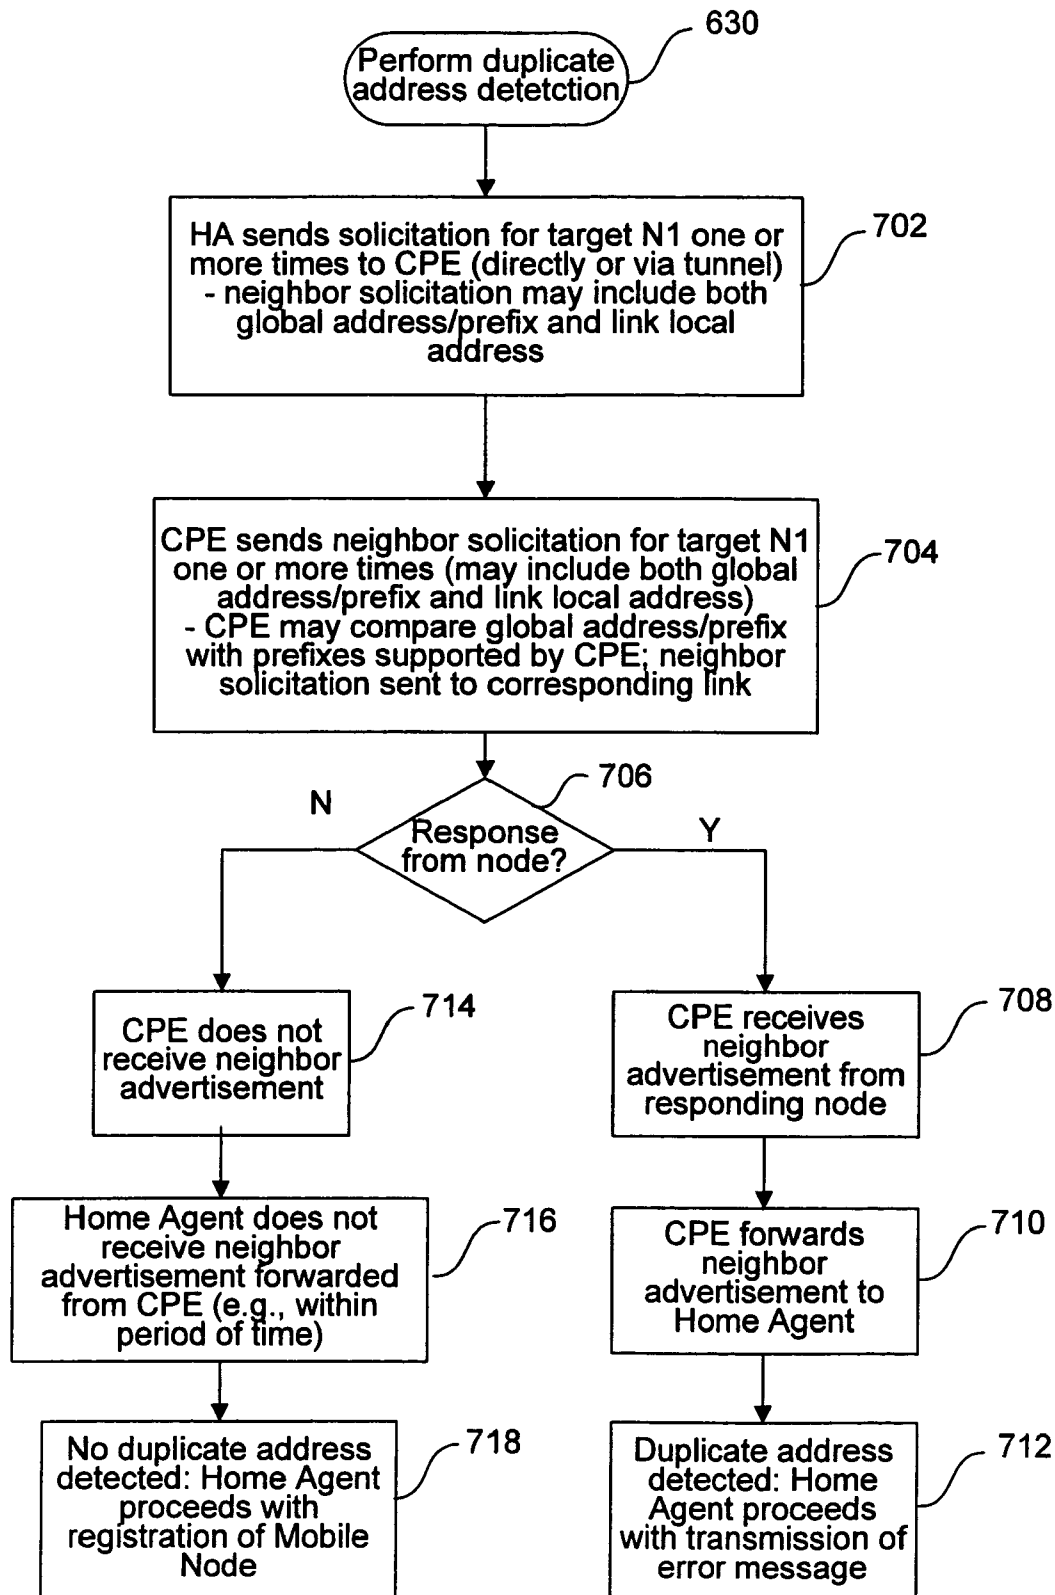 630
Perform duplicate
address detetction
702
HA sends solicitation for target N1 one or
more times to CPE (directly or via tunnel)
- neighbor solicitation may include both
global address/prefix and link local
address
704
CPE sends neighbor solicitation for target N1
one or more times (may include both global
address/prefix and link local address)
- CPE may compare global address/prefix
with prefixes supported by CPE; neighbor
solicitation sent to corresponding link
706
N
Response
from node?
Y
714
CPE does not
receive neighbor
advertisement
708
CPE receives
neighbor
advertisement from
responding node
716
Home Agent does not
receive neighbor
advertisement forwarded
from CPE (e.g., within
period of time)
710
CPE forwards
neighbor
advertisement to
Home Agent
718
No duplicate address
detected: Home Agent
proceeds with
registration of Mobile
Node
712
Duplicate address
detected: Home
Agent proceeds
with transmission of
error message